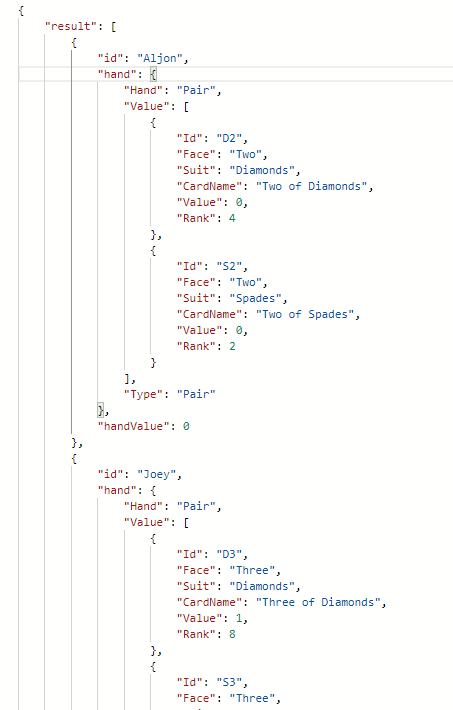 {
"result": [
{
"id": "Aljon",
"hand": {
"Hand": "Pair",
"Value": [
{
"Id": "D2",
"Face": "Two",
"Suit": "Diamonds",
"CardName": "Two of Diamonds",
"Value": 0,
"Rank": 4
},
{
"Id": "S2",
"Face": "Two",
"Suit": "Spades",
"CardName": "Two of Spades",
"Value": 0,
"Rank": 2
}
],
"Type": "Pair"
},
"handValue": 0
},
{
"id": "Joey",
"hand": {
"Hand": "Pair",
"Value": [
{
"Id": "D3",
"Face": "Three",
"Suit": "Diamonds",
"CardName": "Three of Diamonds",
"Value": 1,
"Rank": 8
},
{
"Id": "S3",
"Face": "Three",